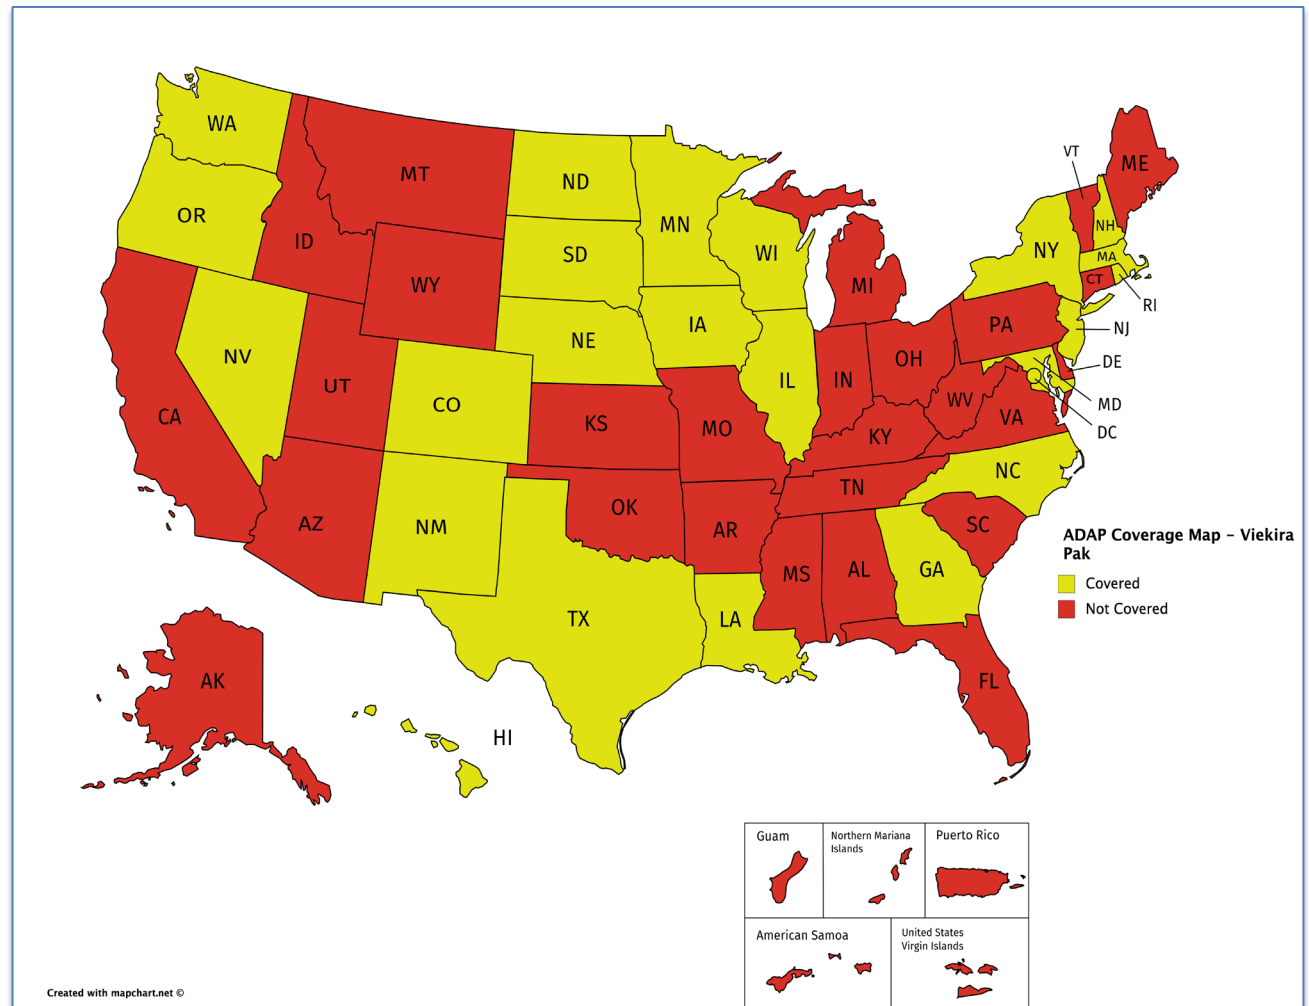 WA
MT
ME
VT
ND
OR
MN
NH
ID
SD
WI
NY
MA
WY
MI
CT
RI
IA
PA
NJ
NE
NV
OH
DE
UT
IL
IN
CO
WV
MD
CA
KS
MO
VA
DC
KY
NC
TN
OK
AZ
NM
AR
SC
ADAP Coverage Map – Viekira
Pak
MS
AL
GA
Covered
Not Covered
TX
LA
AK
FL
HI
Guam
Northern Mariana
Islands
Puerto Rico
American Samoa
United States
Virgin Islands
Created with mapchart.net ©